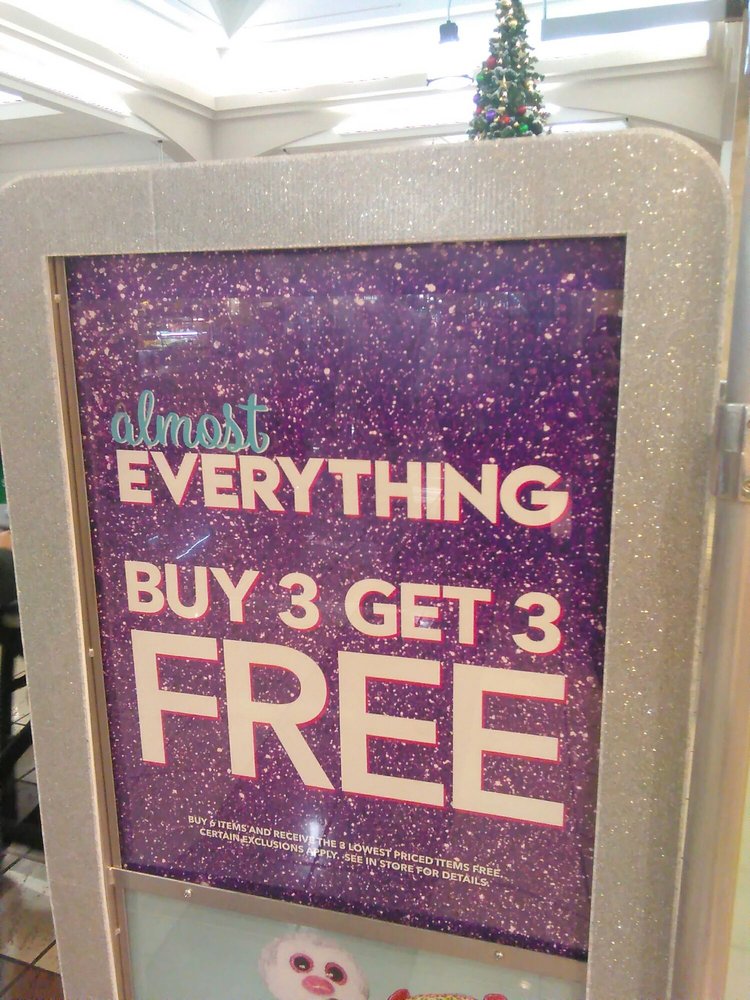 almost
EVERYTHING
BUY 3 GET 3
FREE
BUY 6 ITEMS AND RECEIVE THE 3 LOWEST PRICED ITEMS FREE.
CERTAIN EXCLUSIONS APPLY. SEE IN STORE FOR DETAILS.